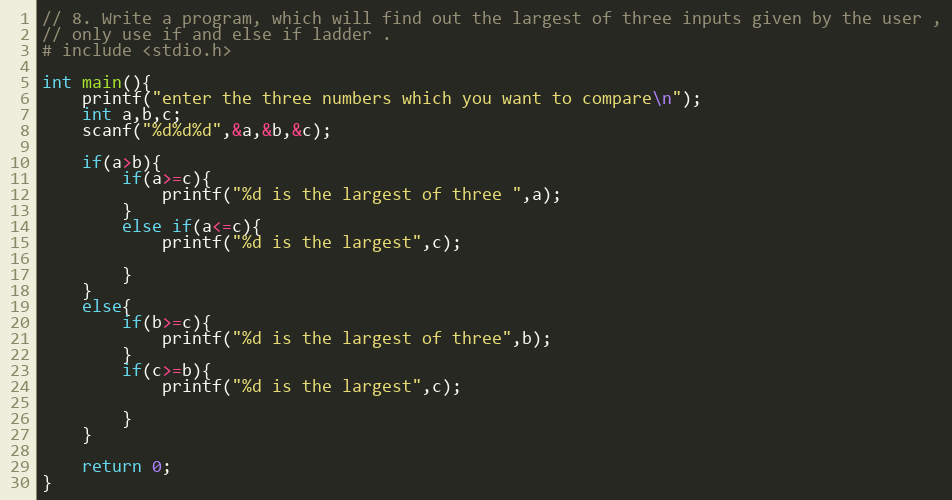 1 // 8. Write a program, which will find out the largest of three inputs given by the user ,
2 // only use if and else if ladder .
3 # include <stdio.h>
4
5 int main(){
6     printf("enter the three numbers which you want to compare\n");
7     int a,b,c;
8     scanf("%d%d%d",&a,&b,&c);
9
10     if(a>b){
11         if(a>=c){
12             printf("%d is the largest of three ",a);
13         }
14         else if(a<=c){
15             printf("%d is the largest",c);
16
17         }
18     }
19     else{
20         if(b>=c){
21             printf("%d is the largest of three",b);
22         }
23         if(c>=b){
24             printf("%d is the largest",c);
25
26         }
27     }
28
29     return 0;
30 }